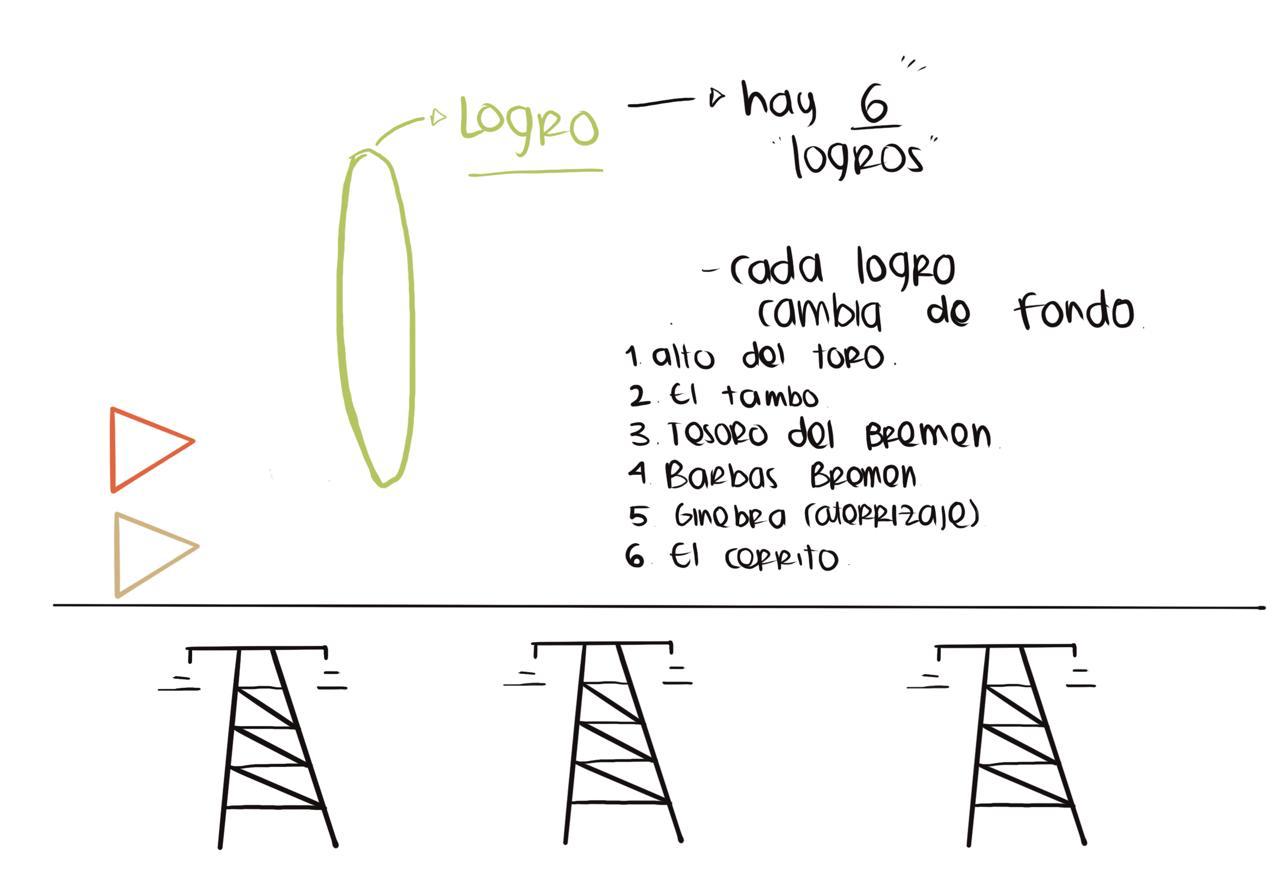 LOGRO
hay 6
"logros"
- cada logro
cambia de fondo
1. alto del toro.
2. El tambo
3. Tesoro del Bremen
4 Barbas Bremen
5 Ginebra (aterrizaje)
6. El cerrito